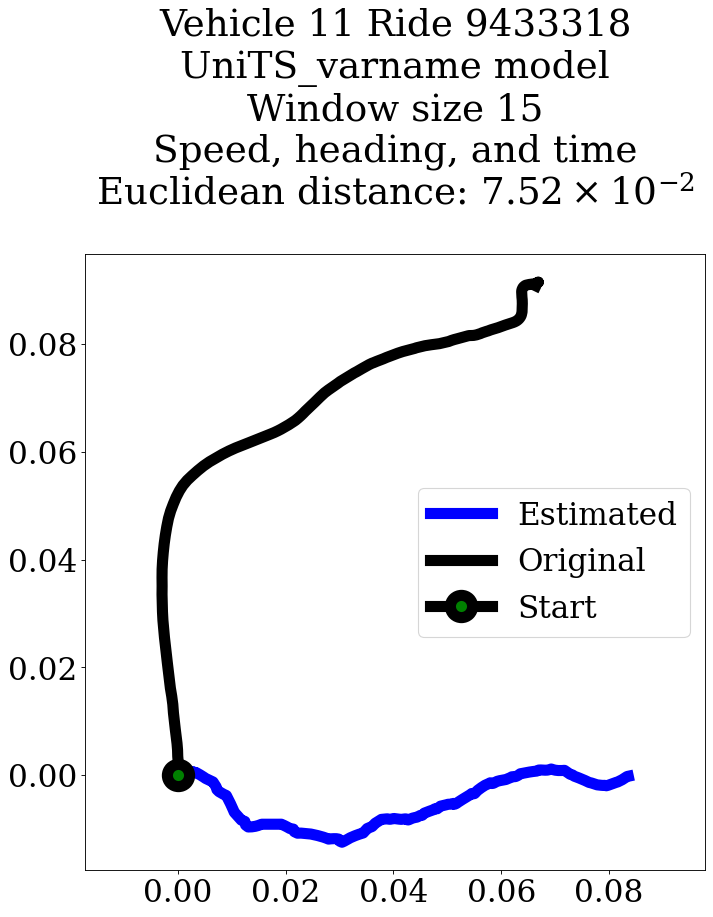 Vehicle 11 Ride 9433318
UniTS_varname model
Window size 15
Speed, heading, and time
Euclidean distance: 7.52 × 10⁻²
0.08
0.06
0.04
0.02
0.00
Estimated
Original
Start
0.00 0.02 0.04 0.06 0.08